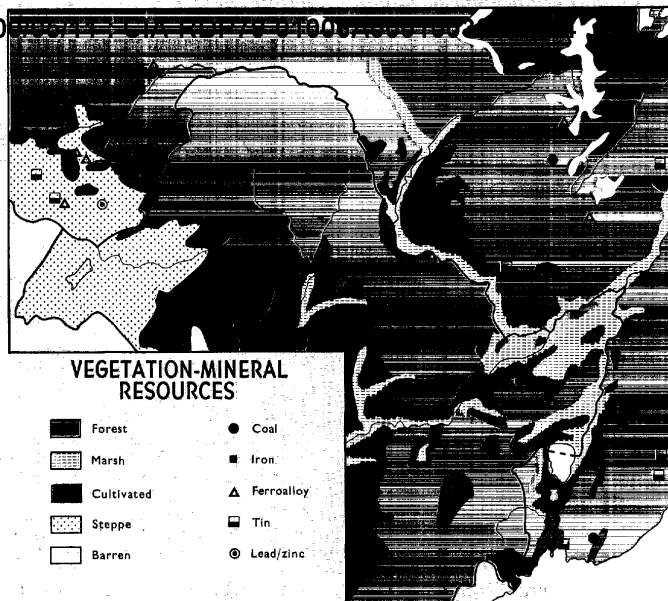 VEGETATION-MINERAL
RESOURCES
Forest
Coal
Marsh
Iron
Cultivated
Ferroalloy
Steppe
Tin
Barren
Lead/zinc